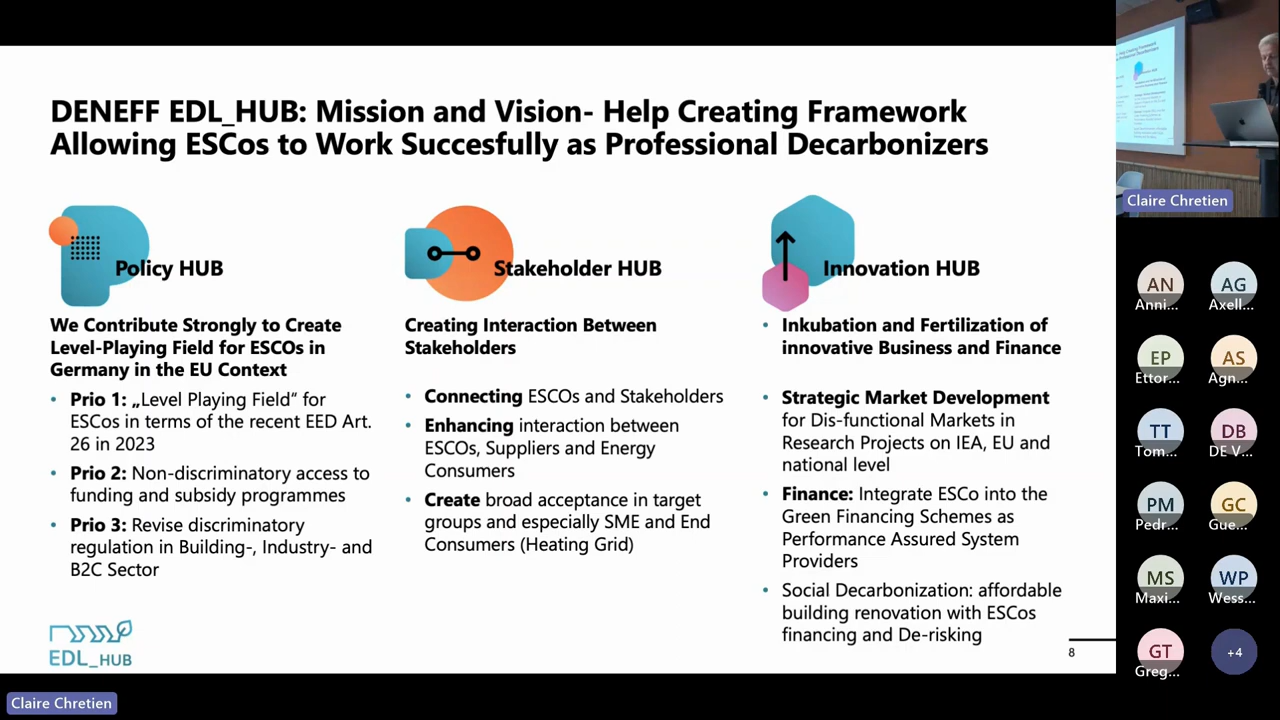 DENEFF EDL_HUB: Mission and Vision- Help Creating Framework
Allowing ESCos to Work Succesfully as Professional Decarbonizers
Policy HUB
We Contribute Strongly to Create
Level-Playing Field for ESCOs in
Germany in the EU Context
• Prio 1: „Level Playing Field“ for
ESCos in terms of the recent EED Art.
26 in 2023
• Prio 2: Non-discriminatory access to
funding and subsidy programmes
• Prio 3: Revise discriminatory
regulation in Building-, Industry- and
B2C Sector
Stakeholder HUB
Creating Interaction Between
Stakeholders
• Connecting ESCOs and Stakeholders
• Enhancing interaction between
ESCOs, Suppliers and Energy
Consumers
• Create broad acceptance in target
groups and especially SME and End
Consumers (Heating Grid)
Innovation HUB
• Inkubation and Fertilization of
innovative Business and Finance
• Strategic Market Development
for Dis-functional Markets in
Research Projects on IEA, EU and
national level
• Finance: Integrate ESCo into the
Green Financing Schemes as
Performance Assured System
Providers
• Social Decarbonization: affordable
building renovation with ESCos
financing and De-risking
EDL_HUB
8
Claire Chretien
Claire Chretien
AN
Anni...
AG
Axell...
EP
Ettor...
AS
Agn...
TT
Tom...
DB
DE V...
PM
Pedr...
GC
Gue...
MS
Maxi...
WP
Wess...
GT
Greg...
+4